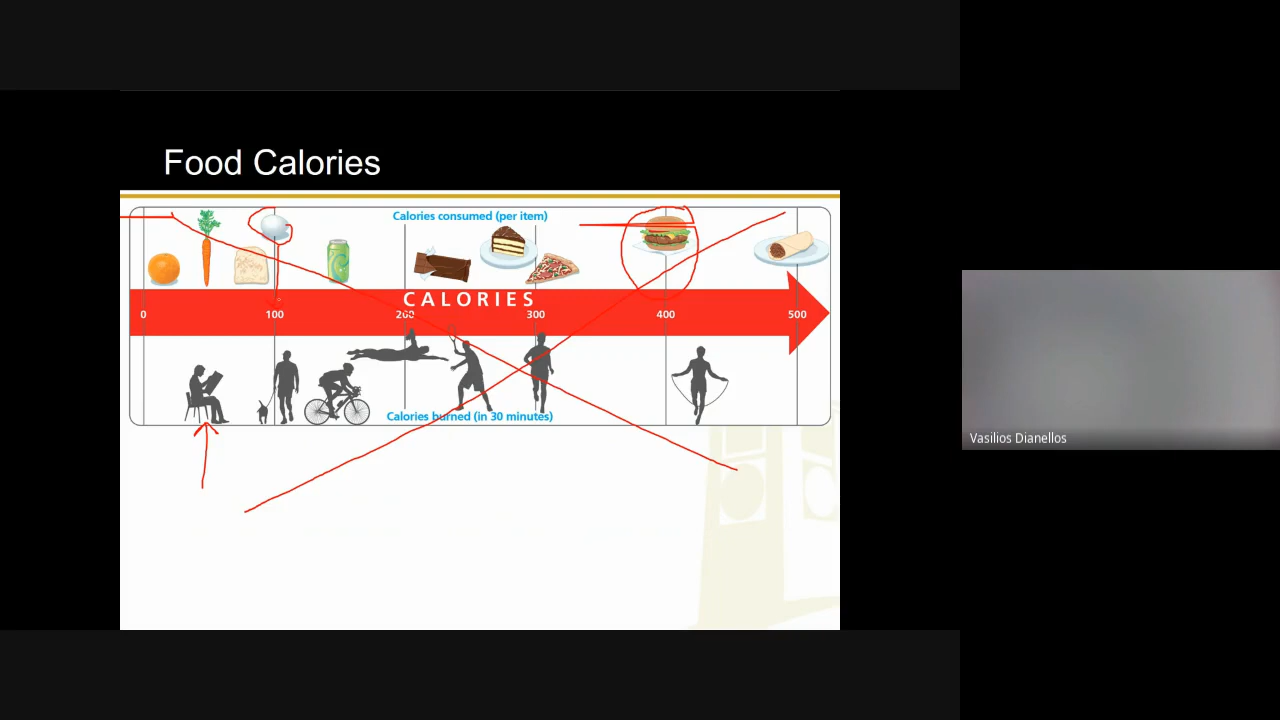 Food Calories
Calories consumed (per item)
CALORIES
0 100 200 300 400 500
Calories burned (in 30 minutes)
Vasilios Dianellos